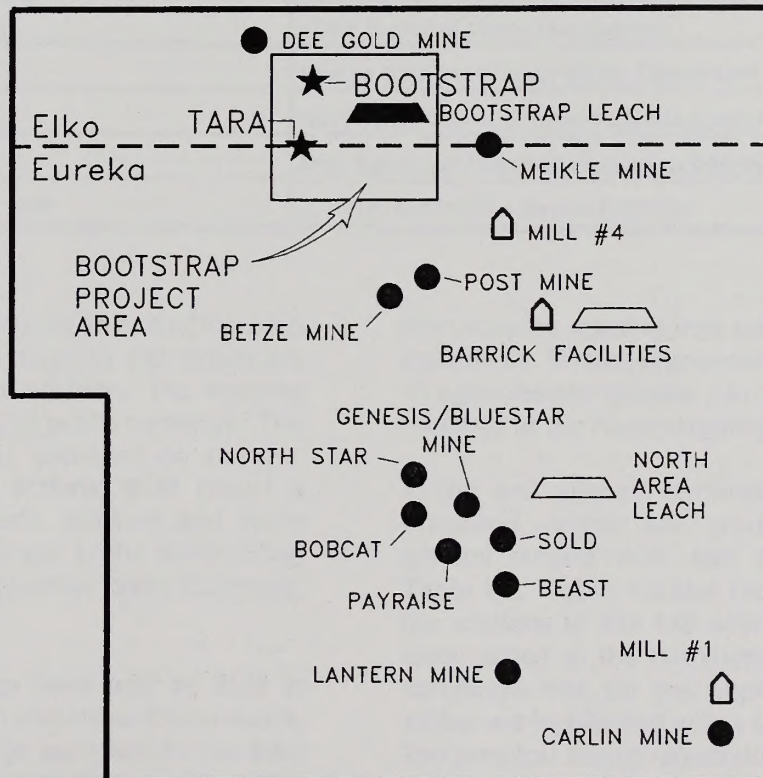 DEE GOLD MINE
BOOTSTRAP
BOOTSTRAP LEACH
TARA
Elko
Eureka
MEIKLE MINE
MILL #4
BOOTSTRAP
PROJECT
AREA
POST MINE
BETZE MINE
BARRICK FACILITIES
GENESIS/BLUESTAR
MINE
NORTH STAR
NORTH
AREA
LEACH
BOBCAT
SOLD
PAYRAISE
BEAST
MILL #1
LANTERN MINE
CARLIN MINE